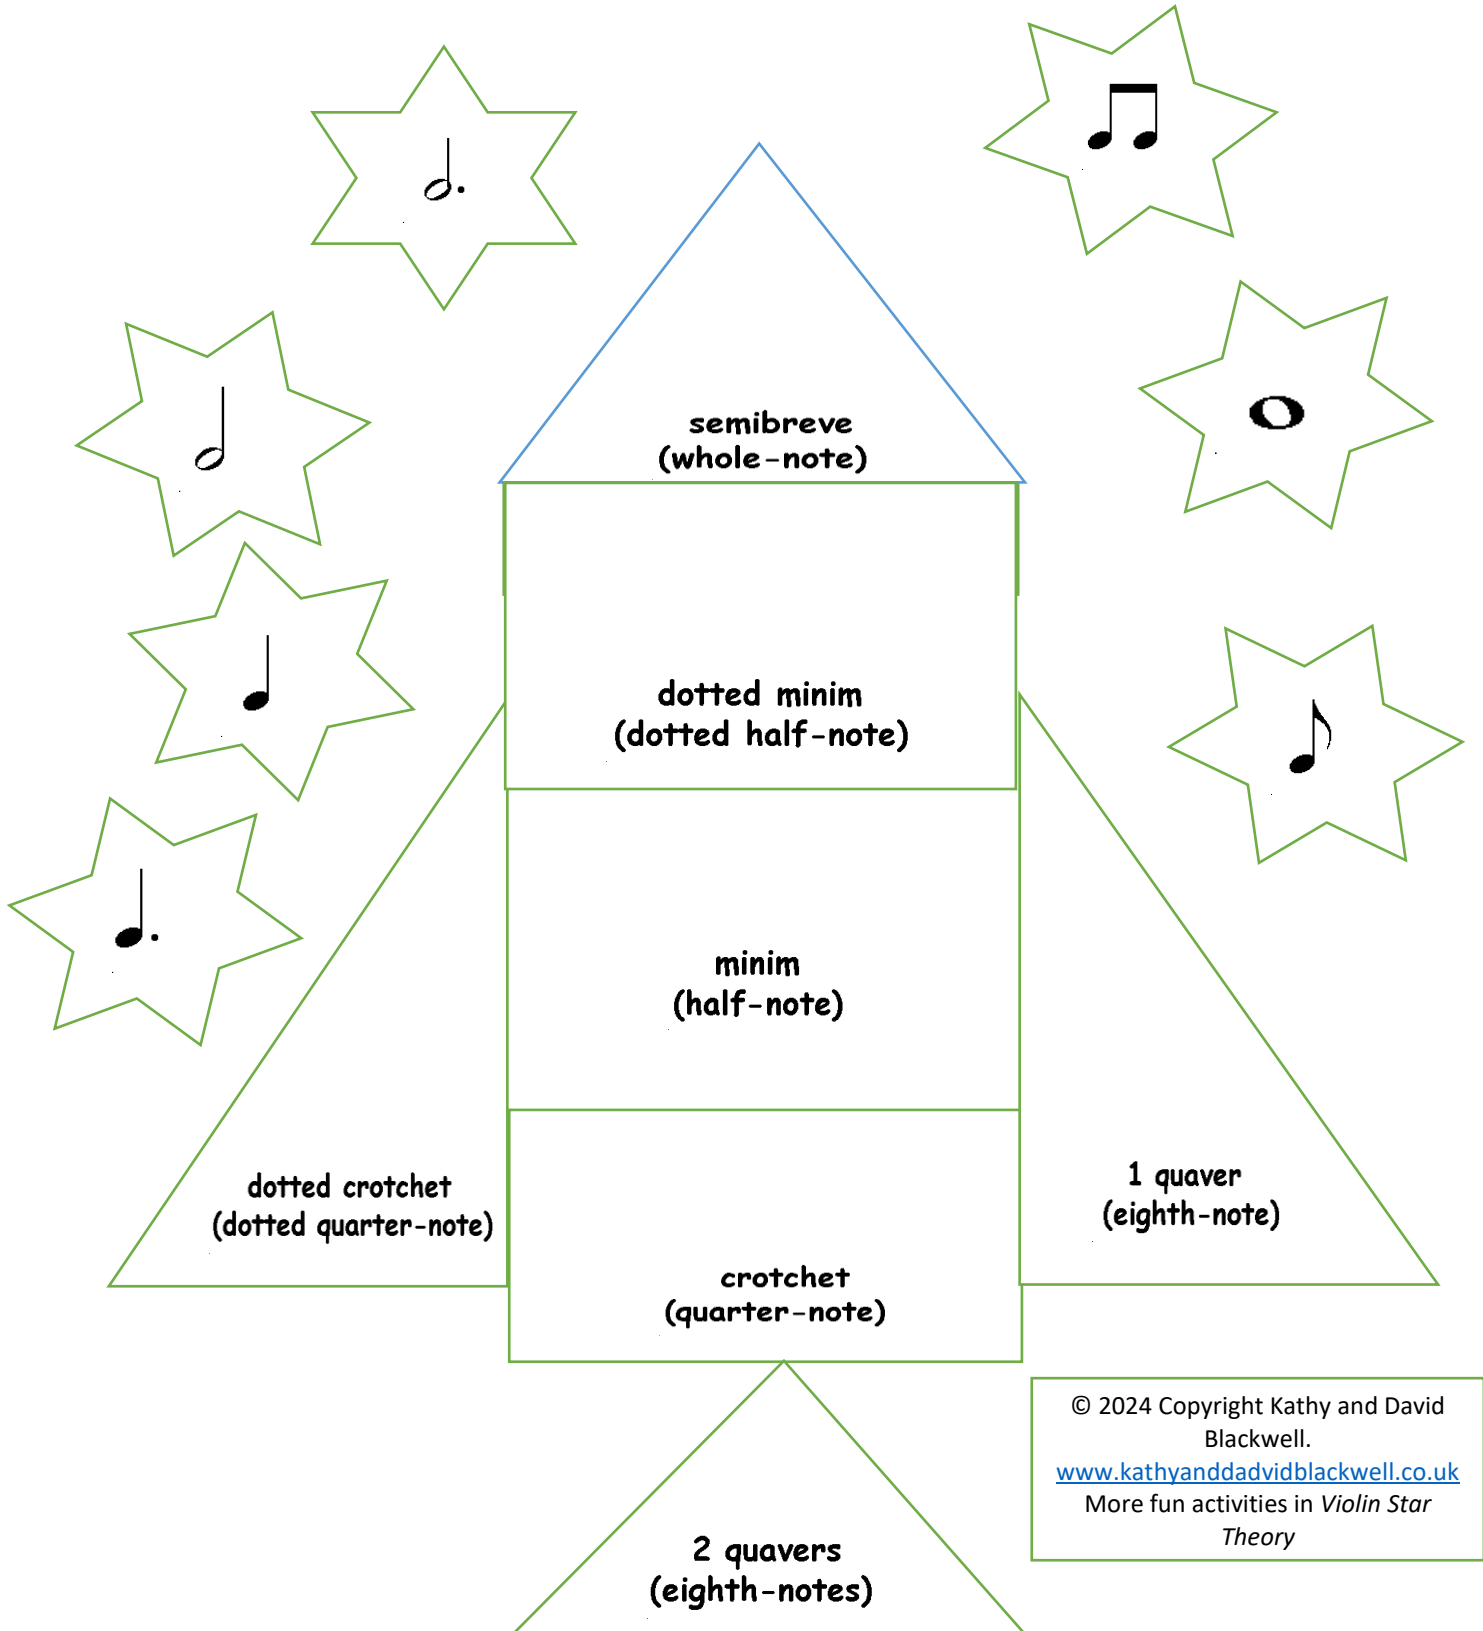 semibreve
(whole-note)
dotted minim
(dotted half-note)
minim
(half-note)
dotted crotchet
(dotted quarter-note)
1 quaver
(eighth-note)
crotchet
(quarter-note)
2 quavers
(eighth-notes)
© 2024 Copyright Kathy and David
Blackwell.
www.kathyanddadvidblackwell.co.uk
More fun activities in Violin Star
Theory